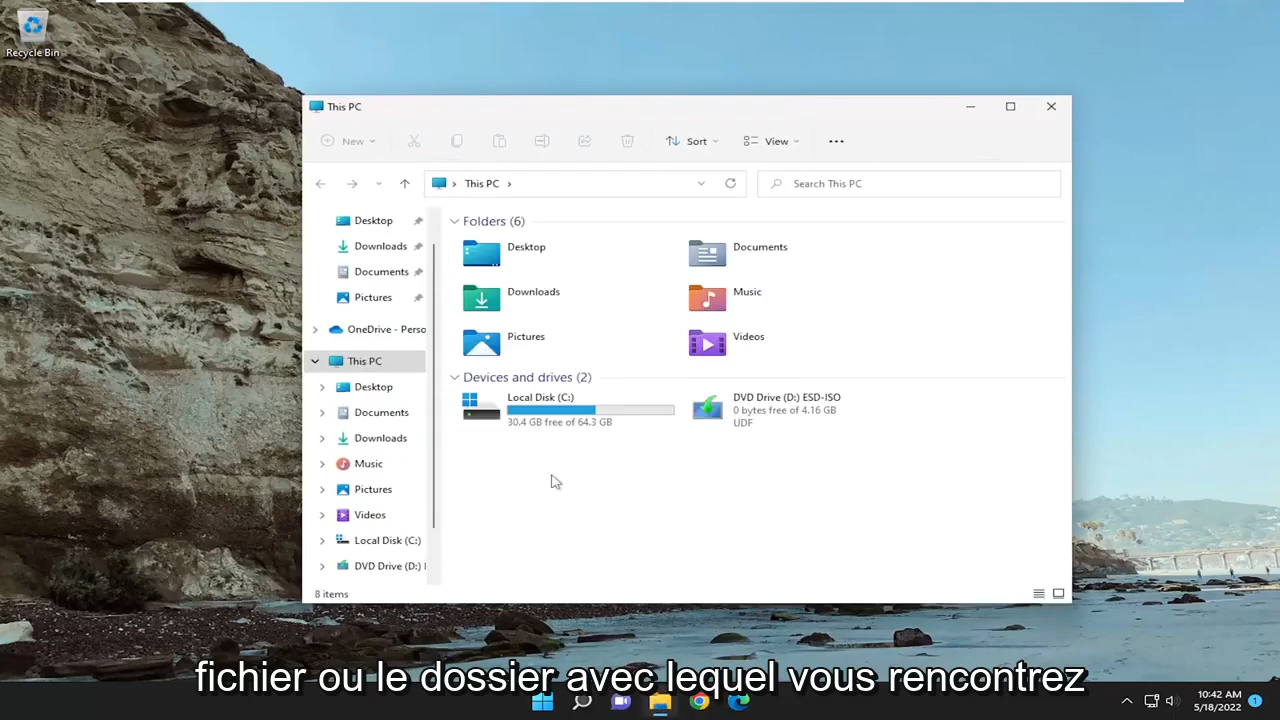 Recycle Bin
This PC
New
Sort
View
This PC
Search This PC
Desktop
Downloads
Documents
Pictures
OneDrive - Perso
This PC
Desktop
Documents
Downloads
Music
Pictures
Videos
Local Disk (C:)
DVD Drive (D:)
Folders (6)
Desktop
Documents
Downloads
Music
Pictures
Videos
Devices and drives (2)
Local Disk (C:)
30.4 GB free of 64.3 GB
DVD Drive (D:) ESD-ISO
0 bytes free of 4.16 GB
UDF
8 items
fichier ou le dossier avec lequel vous rencontrez
10:42 AM
5/18/2022
1